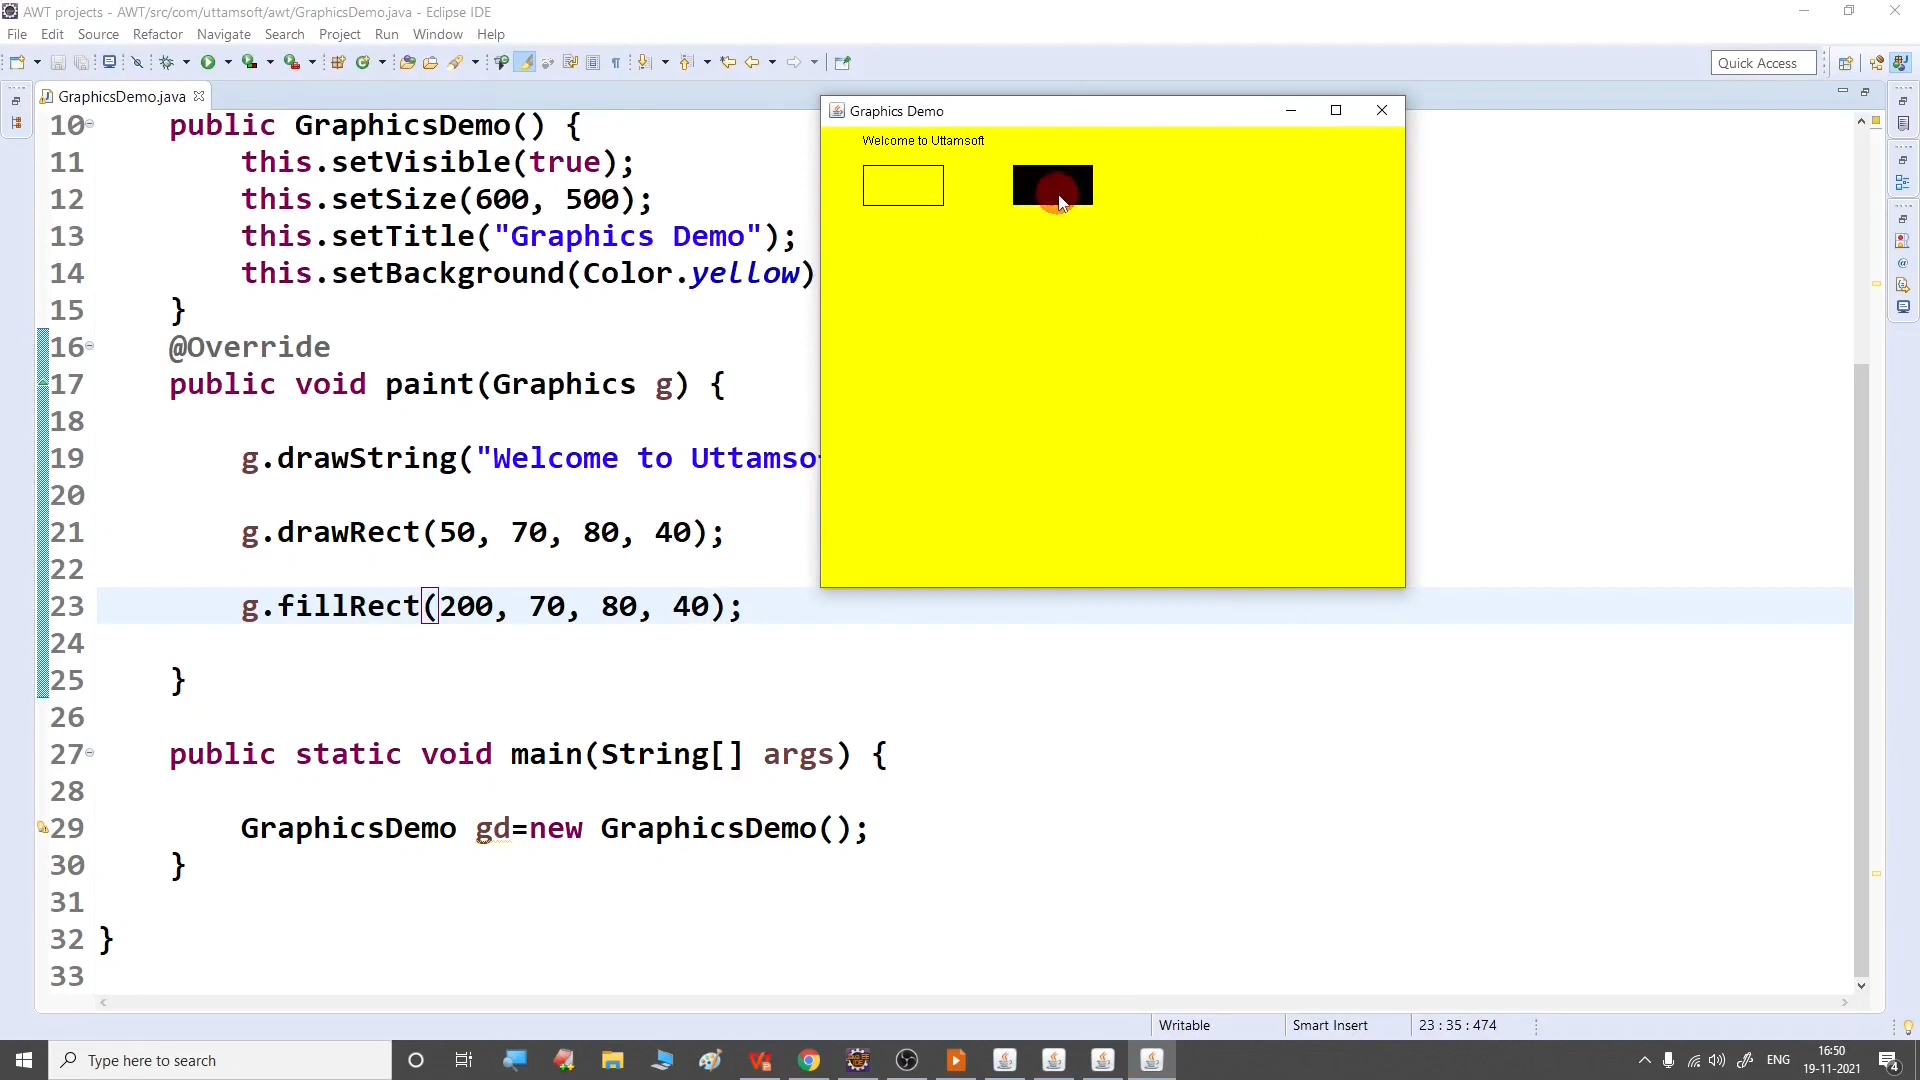 AWT projects - AWT/src/com/uttamsoft/awt/GraphicsDemo.java - Eclipse IDE
File Edit Source Refactor Navigate Search Project Run Window Help
Quick Access
GraphicsDemo.java
Graphics Demo
Welcome to Uttamsoft
10 public GraphicsDemo() {
11 this.setVisible(true);
12 this.setSize(600, 500);
13 this.setTitle("Graphics Demo");
14 this.setBackground(Color.yellow)
15 }
16 @Override
17 public void paint(Graphics g) {
18
19 g.drawString("Welcome to Uttamso
20
21 g.drawRect(50, 70, 80, 40);
22
23 g.fillRect(200, 70, 80, 40);
24
25 }
26
27 public static void main(String[] args) {
28
29 GraphicsDemo gd=new GraphicsDemo();
30 }
31
32 }
33
Writable Smart Insert 23 : 35 : 474
Type here to search
ENG
16:50
19-11-2021
4